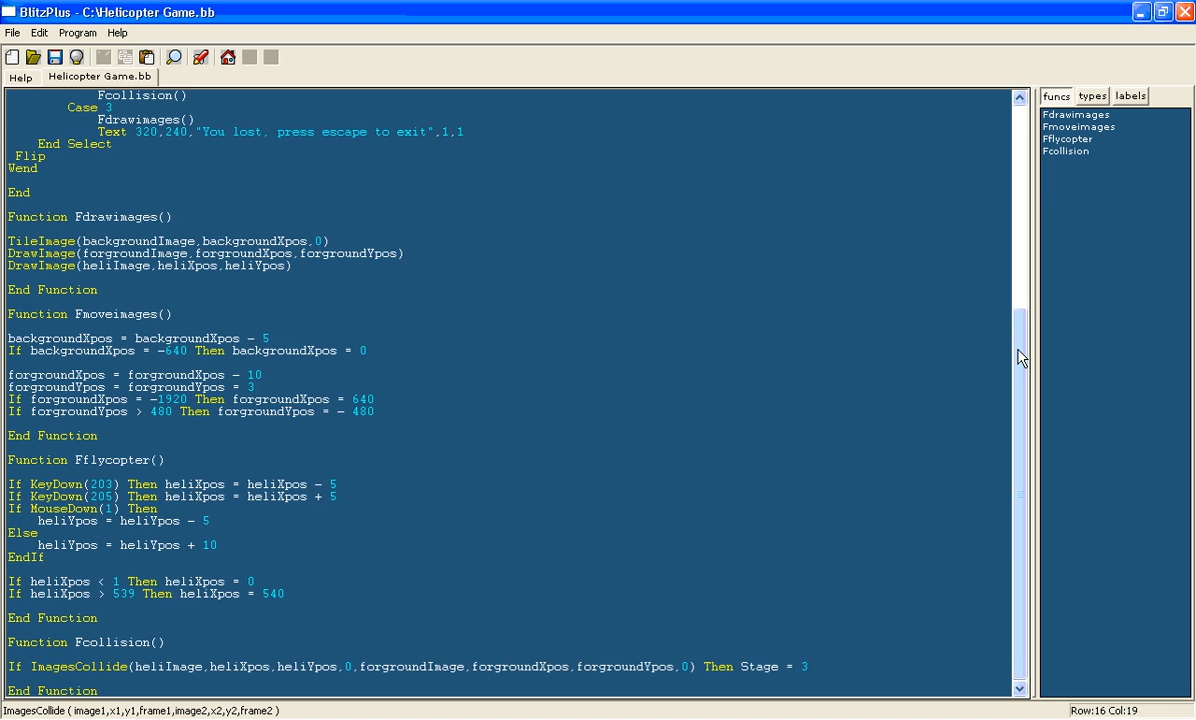 BlitzPlus - C:\Helicopter Game.bb
File Edit Program Help
Help Helicopter Game.bb
Fcollision()
Case 3
Fdrawimages()
Text 320,240,"You lost, press escape to exit",1,1
End Select
Flip
Wend
End
Function Fdrawimages()
TileImage(backgroundImage,backgroundXpos,0)
DrawImage(forgroundImage,forgroundXpos,forgroundYpos)
DrawImage(heliImage,heliXpos,heliYpos)
End Function
Function Fmoveimages()
backgroundXpos = backgroundXpos - 5
If backgroundXpos = -640 Then backgroundXpos = 0
forgroundXpos = forgroundXpos - 10
forgroundYpos = forgroundYpos = 3
If forgroundXpos = -1920 Then forgroundXpos = 640
If forgroundYpos > 480 Then forgroundYpos = - 480
End Function
Function Fflycopter()
If KeyDown(203) Then heliXpos = heliXpos - 5
If KeyDown(205) Then heliXpos = heliXpos + 5
If MouseDown(1) Then
heliYpos = heliYpos - 5
Else
heliYpos = heliYpos + 10
EndIf
If heliXpos < 1 Then heliXpos = 0
If heliXpos > 539 Then heliXpos = 540
End Function
Function Fcollision()
If ImagesCollide(heliImage,heliXpos,heliYpos,0,forgroundImage,forgroundXpos,forgroundYpos,0) Then Stage = 3
End Function
funcs types labels
Fdrawimages
Fmoveimages
Fflycopter
Fcollision
ImagesCollide ( image1,x1,y1,frame1,image2,x2,y2,frame2 )
Row:16 Col:19